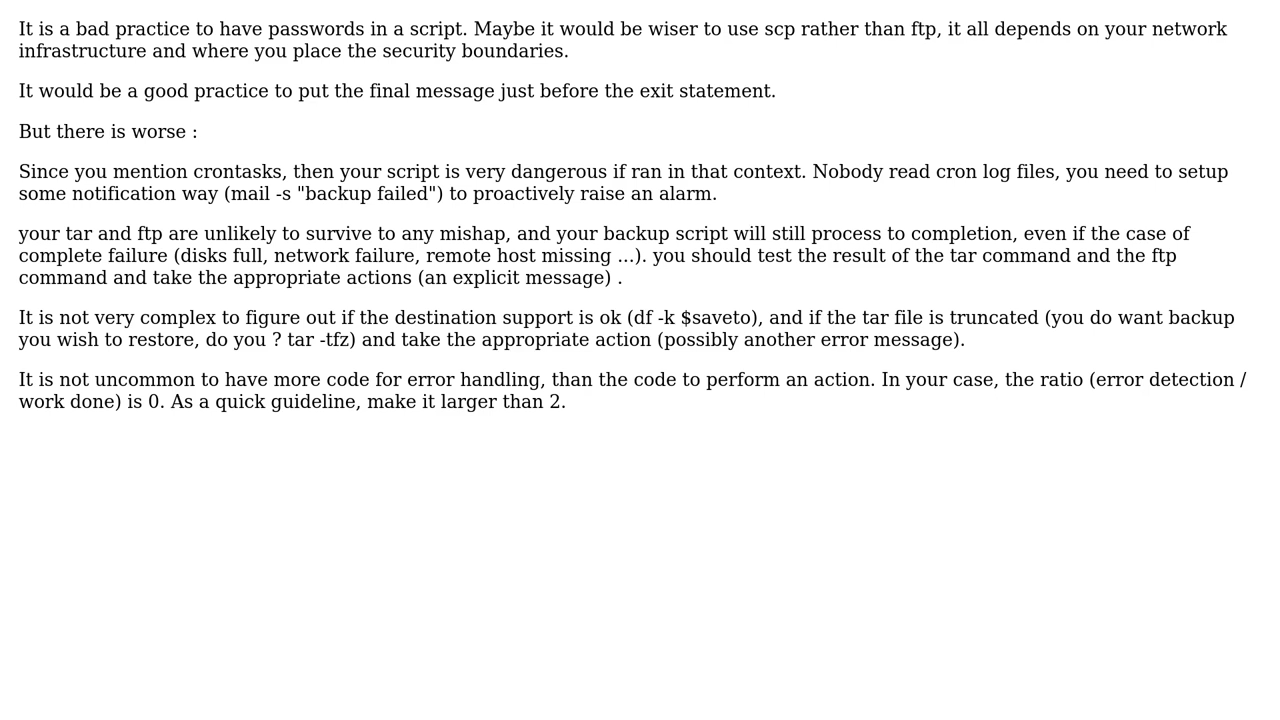 It is a bad practice to have passwords in a script. Maybe it would be wiser to use scp rather than ftp, it all depends on your network
infrastructure and where you place the security boundaries.
It would be a good practice to put the final message just before the exit statement.
But there is worse :
Since you mention crontasks, then your script is very dangerous if ran in that context. Nobody read cron log files, you need to setup
some notification way (mail -s "backup failed") to proactively raise an alarm.
your tar and ftp are unlikely to survive to any mishap, and your backup script will still process to completion, even if the case of
complete failure (disks full, network failure, remote host missing ...). you should test the result of the tar command and the ftp
command and take the appropriate actions (an explicit message) .
It is not very complex to figure out if the destination support is ok (df -k $saveto), and if the tar file is truncated (you do want backup
you wish to restore, do you ? tar -tfz) and take the appropriate action (possibly another error message).
It is not uncommon to have more code for error handling, than the code to perform an action. In your case, the ratio (error detection /
work done) is 0. As a quick guideline, make it larger than 2.